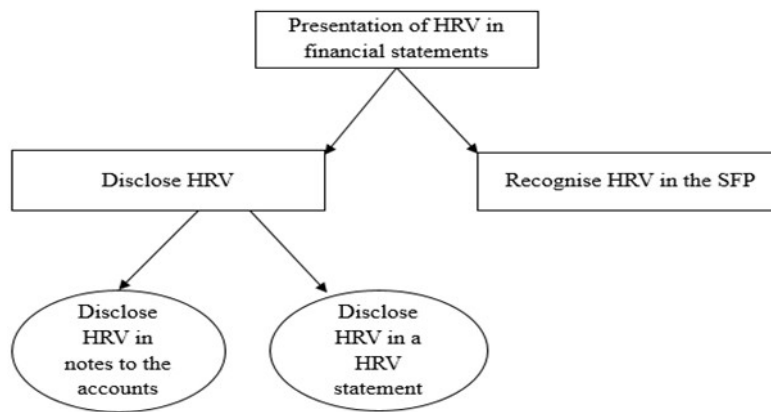 Presentation of HRV in
financial statements
Disclose HRV
Recognise HRV in the SFP
Disclose
HRV in
notes to the
accounts
Disclose
HRV in a
HRV
statement